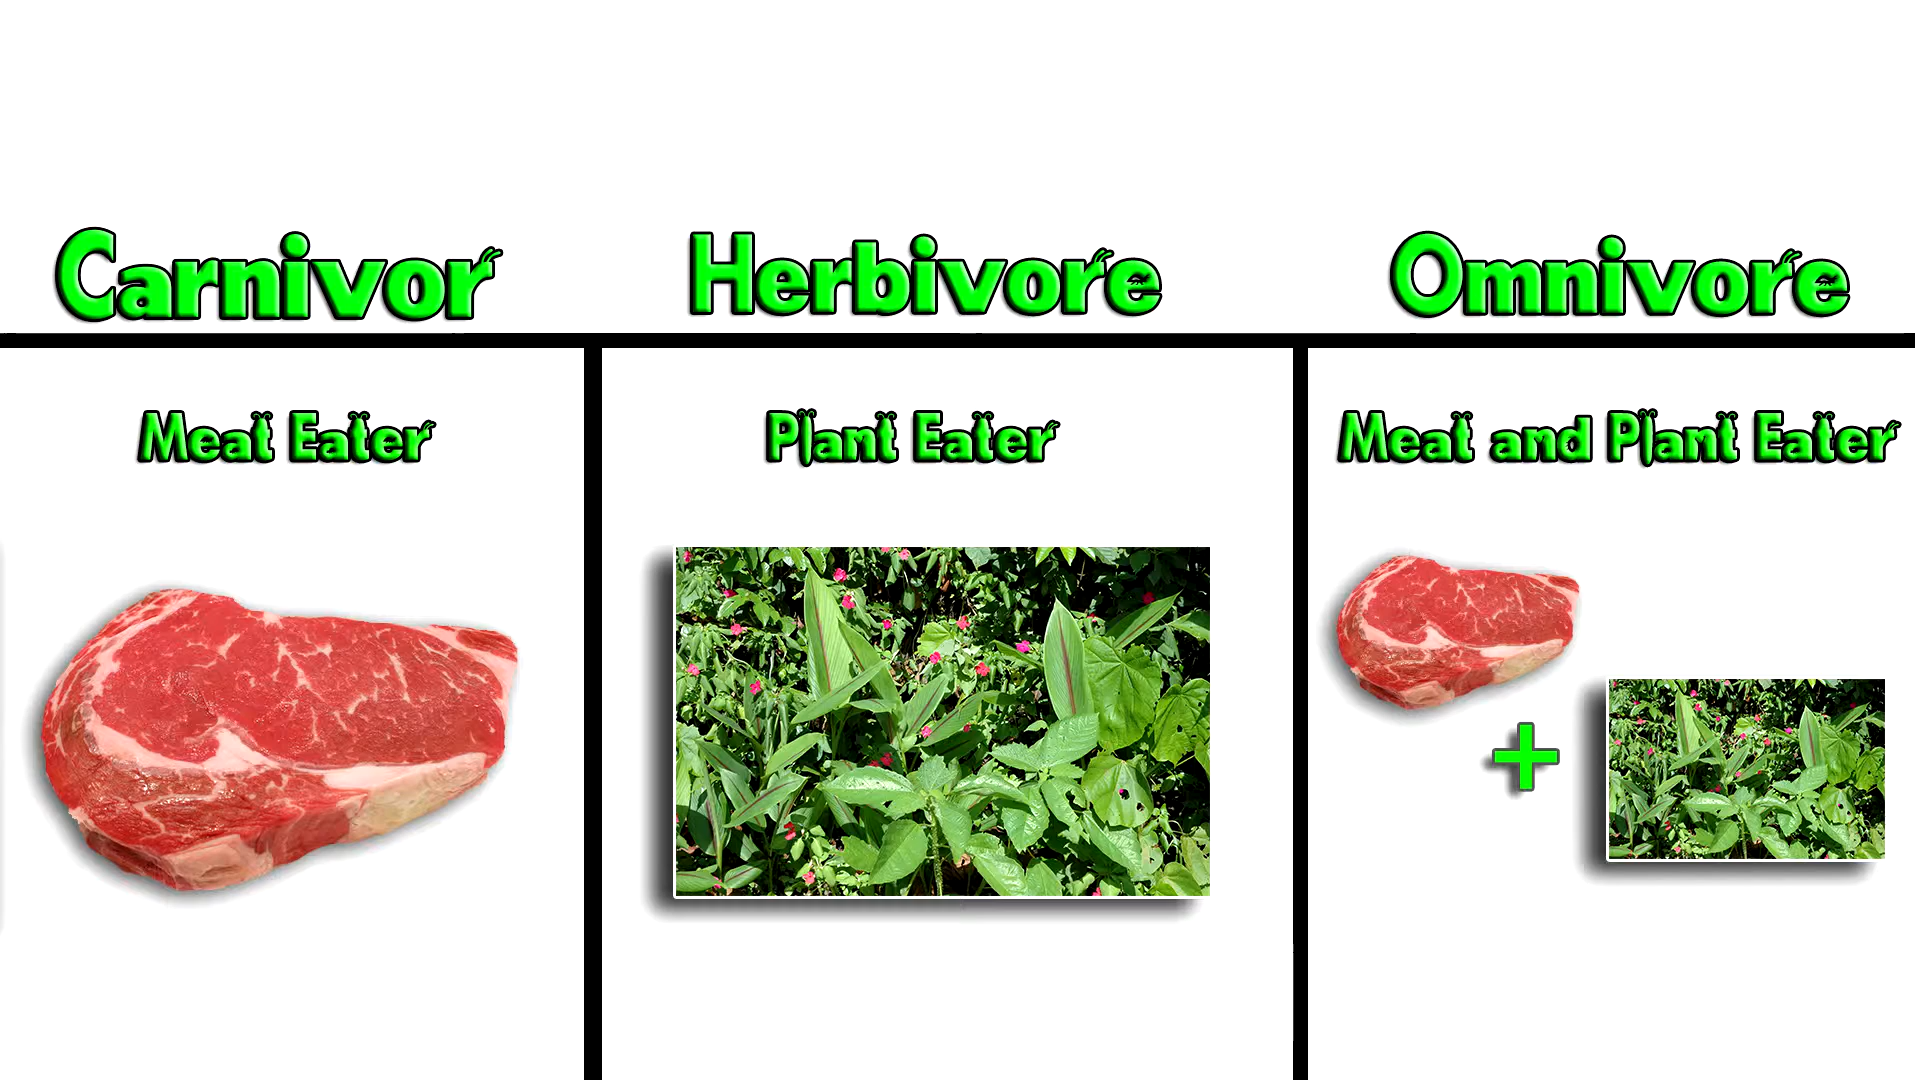 Carnivor
Herbivore
Omnivore
Meat Eater
Plant Eater
Meat and Plant Eater
+